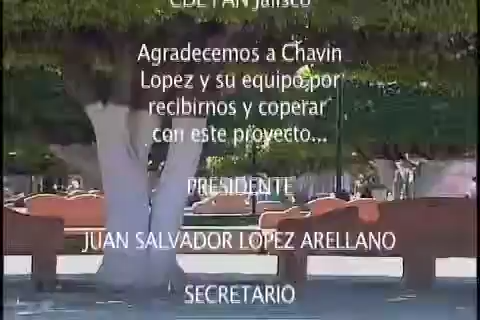 CDE PAN Jalisco
Agradecemos a Chavin
Lopez y su equipo por
recibirnos y coperar
con este proyecto...
PRESIDENTE
JUAN SALVADOR LOPEZ ARELLANO
SECRETARIO